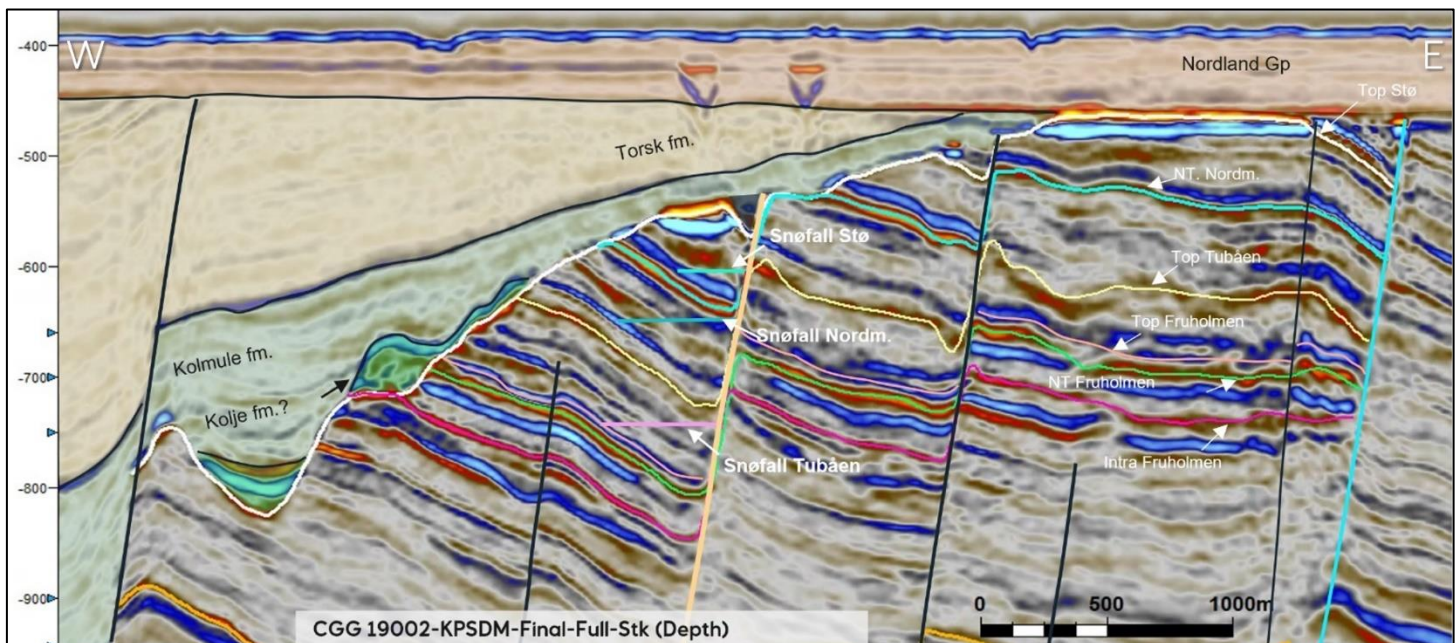 -400
W
E
Nordland Gp
Top Stø
-500
Torsk fm.
NT. Nordm.
Snøfall Stø
-600
Top Tubåen
Snøfall Nordm.
Top Fruholmen
Kolmule fm.
-700
NT Fruholmen
Kolje fm.?
Snøfall Tubåen
Intra Fruholmen
-800
-900
0 500 1000m
CGG 19002-KPSDM-Final-Full-Stk (Depth)